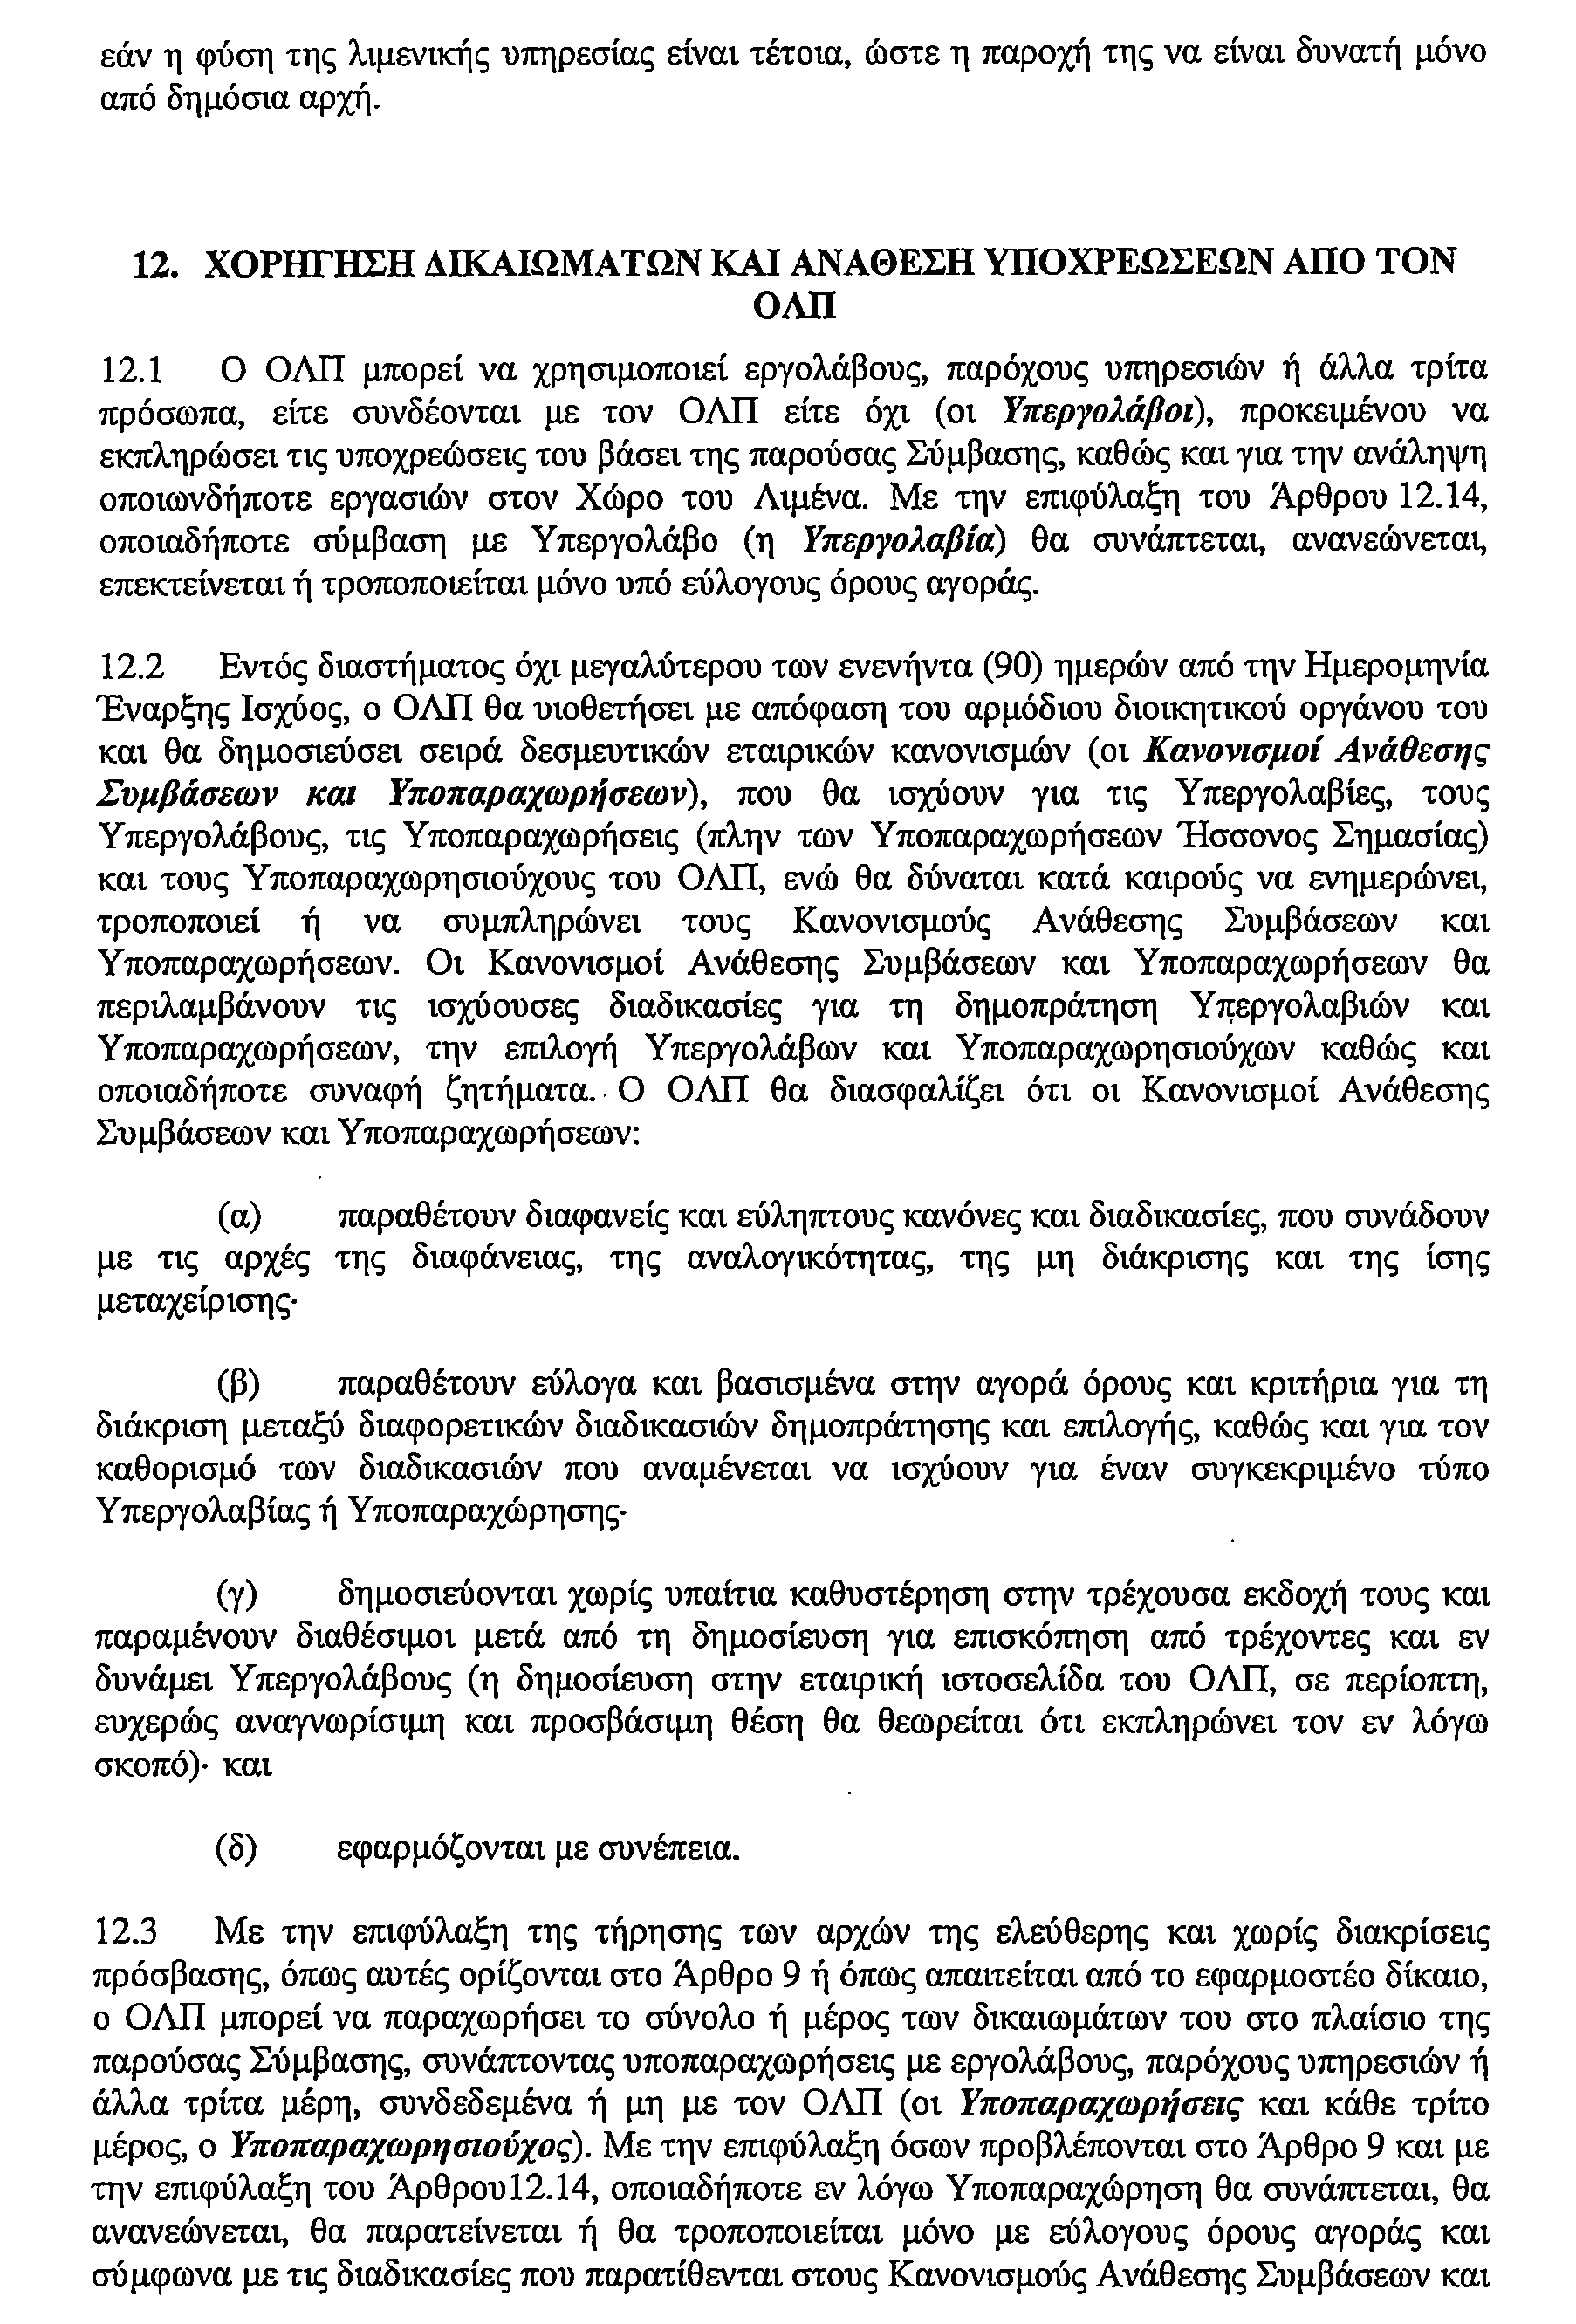 εάν η φύση της λιμενικής υπηρεσίας είναι τέτοια, ώστε η παροχή της να είναι δυνατή μόνο
από δημόσια αρχή.
12. ΧΟΡΗΓΗΣΗ ΔΙΚΑΙΩΜΑΤΩΝ ΚΑΙ ΑΝΑΘΕΣΗ ΥΠΟΧΡΕΩΣΕΩΝ ΑΠΟ ΤΟΝ
ΟΛΠ
12.1 Ο ΟΛΠ μπορεί να χρησιμοποιεί εργολάβους, παρόχους υπηρεσιών ή άλλα τρίτα
πρόσωπα, είτε συνδέονται με τον ΟΛΠ είτε όχι (οι Υπεργολάβοι), προκειμένου να
εκπληρώσει τις υποχρεώσεις του βάσει της παρούσας Σύμβασης, καθώς και για την ανάληψη
οποιωνδήποτε εργασιών στον Χώρο του Λιμένα. Με την επιφύλαξη του Άρθρου 12.14,
οποιαδήποτε σύμβαση με Υπεργολάβο (η Υπεργολαβία) θα συνάπτεται, ανανεώνεται,
επεκτείνεται ή τροποποιείται μόνο υπό εύλογους όρους αγοράς.
12.2 Εντός διαστήματος όχι μεγαλύτερου των ενενήντα (90) ημερών από την Ημερομηνία
Έναρξης Ισχύος, ο ΟΛΠ θα υιοθετήσει με απόφαση του αρμόδιου διοικητικού οργάνου του
και θα δημοσιεύσει σειρά δεσμευτικών εταιρικών κανονισμών (οι Κανονισμοί Ανάθεσης
Συμβάσεων και Υποπαραχωρήσεων), που θα ισχύουν για τις Υπεργολαβίες, τους
Υπεργολάβους, τις Υποπαραχωρήσεις (πλην των Υποπαραχωρήσεων Ήσσονος Σημασίας)
και τους Υποπαραχωρησιούχους του ΟΛΠ, ενώ θα δύναται κατά καιρούς να ενημερώνει,
τροποποιεί ή να συμπληρώνει τους Κανονισμούς Ανάθεσης Συμβάσεων και
Υποπαραχωρήσεων. Οι Κανονισμοί Ανάθεσης Συμβάσεων και Υποπαραχωρήσεων θα
περιλαμβάνουν τις ισχύουσες διαδικασίες για τη δημοπράτηση Υπεργολαβιών και
Υποπαραχωρήσεων, την επιλογή Υπεργολάβων και Υποπαραχωρησιούχων καθώς και
οποιαδήποτε συναφή ζητήματα. Ο ΟΛΠ θα διασφαλίζει ότι οι Κανονισμοί Ανάθεσης
Συμβάσεων και Υποπαραχωρήσεων:
(α) παραθέτουν διαφανείς και εύληπτους κανόνες και διαδικασίες, που συνάδουν
με τις αρχές της διαφάνειας, της αναλογικότητας, της μη διάκρισης και της ίσης
μεταχείρισης·
(β) παραθέτουν εύλογα και βασισμένα στην αγορά όρους και κριτήρια για τη
διάκριση μεταξύ διαφορετικών διαδικασιών δημοπράτησης και επιλογής, καθώς και για τον
καθορισμό των διαδικασιών που αναμένεται να ισχύουν για έναν συγκεκριμένο τύπο
Υπεργολαβίας ή Υποπαραχώρησης·
(γ) δημοσιεύονται χωρίς υπαίτια καθυστέρηση στην τρέχουσα εκδοχή τους και
παραμένουν διαθέσιμοι μετά από τη δημοσίευση για επισκόπηση από τρέχοντες και εν
δυνάμει Υπεργολάβους (η δημοσίευση στην εταιρική ιστοσελίδα του ΟΛΠ, σε περίοπτη,
ευχερώς αναγνωρίσιμη και προσβάσιμη θέση θα θεωρείται ότι εκπληρώνει τον εν λόγω
σκοπό)· και
(δ) εφαρμόζονται με συνέπεια.
12.3 Με την επιφύλαξη της τήρησης των αρχών της ελεύθερης και χωρίς διακρίσεις
πρόσβασης, όπως αυτές ορίζονται στο Άρθρο 9 ή όπως απαιτείται από το εφαρμοστέο δίκαιο,
ο ΟΛΠ μπορεί να παραχωρήσει το σύνολο ή μέρος των δικαιωμάτων του στο πλαίσιο της
παρούσας Σύμβασης, συνάπτοντας υποπαραχωρήσεις με εργολάβους, παρόχους υπηρεσιών ή
άλλα τρίτα μέρη, συνδεδεμένα ή μη με τον ΟΛΠ (οι Υποπαραχωρήσεις και κάθε τρίτο
μέρος, ο Υποπαραχωρησιούχος). Με την επιφύλαξη όσων προβλέπονται στο Άρθρο 9 και με
την επιφύλαξη του Άρθρου12.14, οποιαδήποτε εν λόγω Υποπαραχώρηση θα συνάπτεται, θα
ανανεώνεται, θα παρατείνεται ή θα τροποποιείται μόνο με εύλογους όρους αγοράς και
σύμφωνα με τις διαδικασίες που παρατίθενται στους Κανονισμούς Ανάθεσης Συμβάσεων και